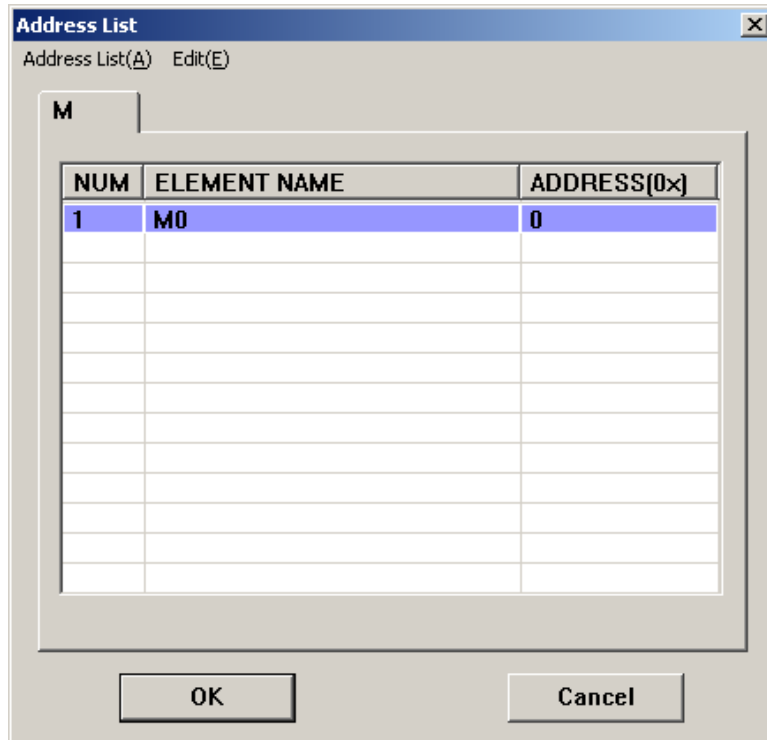 Address List
Address List(A) Edit(E)
M
NUM ELEMENT NAME ADDRESS(0x)
1 M0 0
OK Cancel